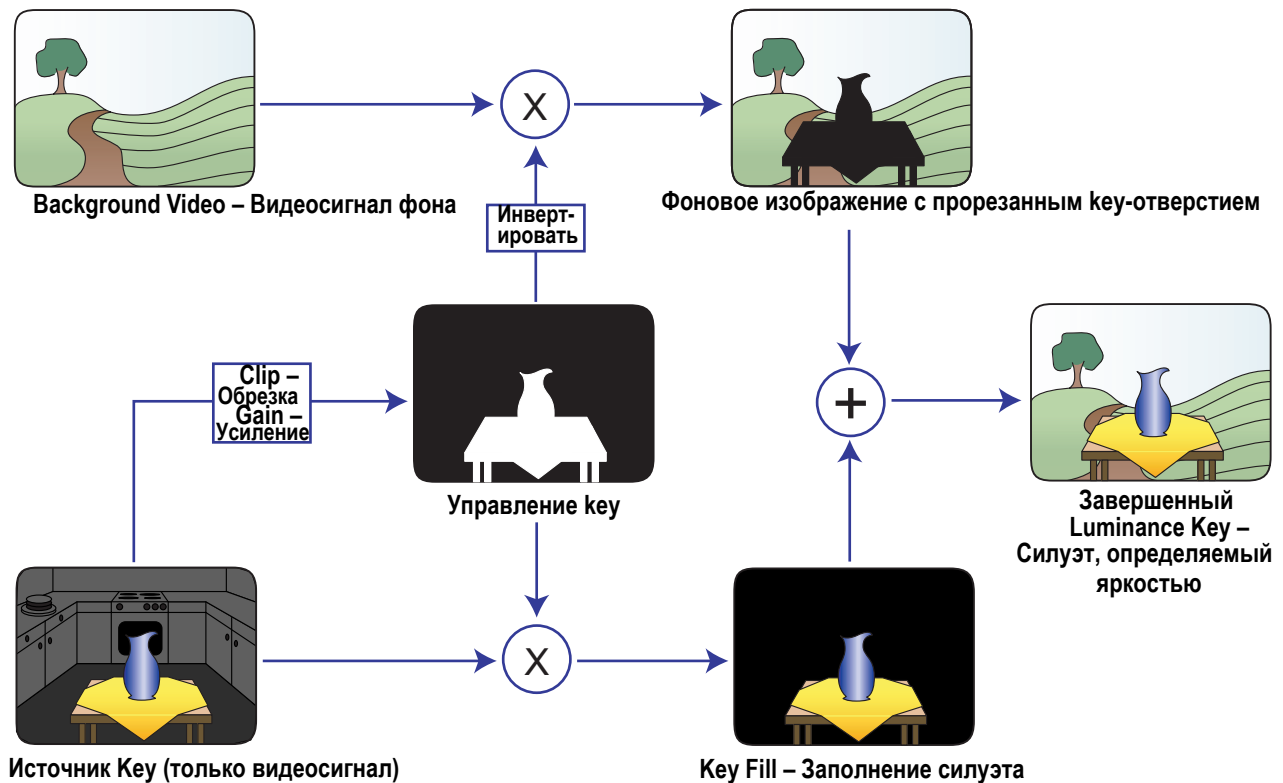 X
Background Video – Видеосигнал фона
Фоновое изображение с прорезанным key-отверстием
Инверт-
ировать
Clip –
Обрезка
Gain –
Усиление
Управление key
+
Завершенный
Luminance Key –
Силуэт, определяемый
яркостью
X
Источник Key (только видеосигнал)
Key Fill – Заполнение силуэта